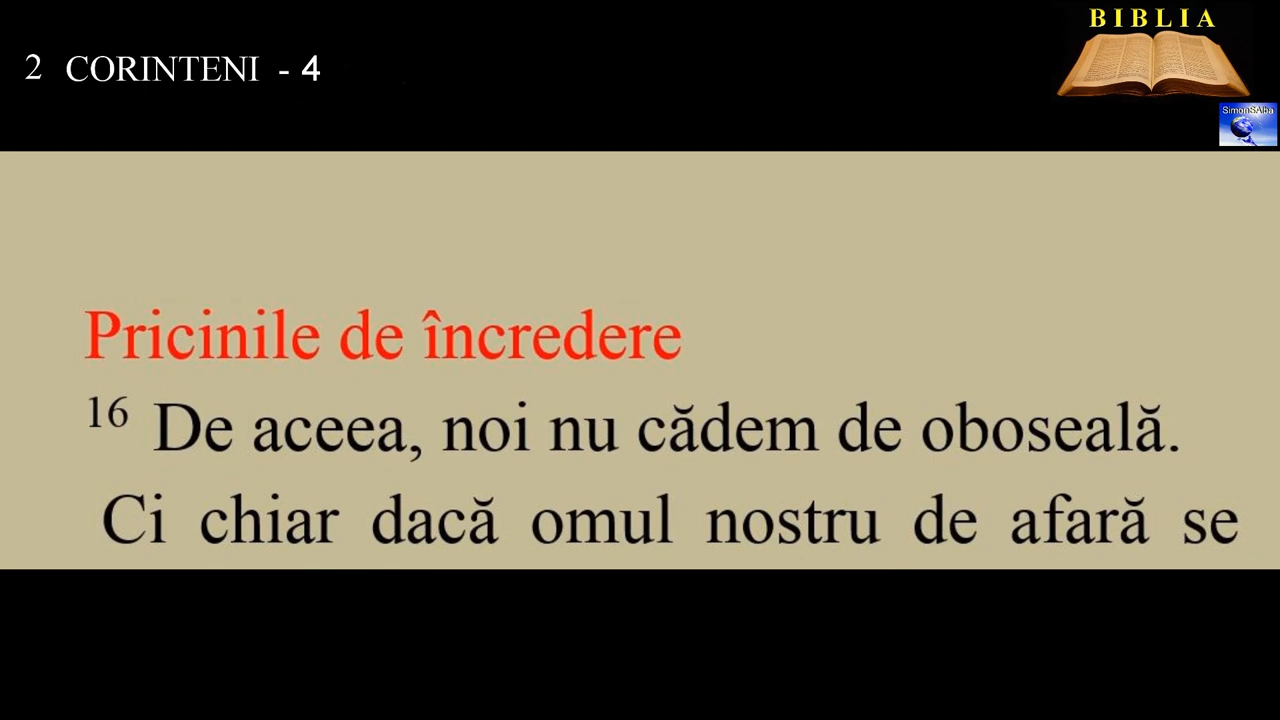 BIBLIA
2 CORINTENI - 4
SimonSAlba
Pricinile de încredere
16 De aceea, noi nu cădem de oboseală.
Ci chiar dacă omul nostru de afară se